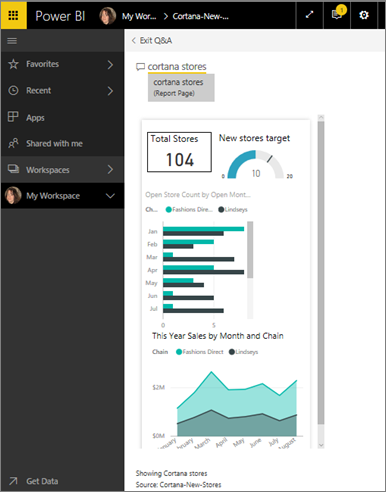 Power BI
My Wor...
Cortana-New-...
1
Exit Q&A
Favorites
Recent
Apps
Shared with me
Workspaces
My Workspace
Get Data
cortana stores
cortana stores
(Report Page)
Total Stores
104
New stores target
10
0
20
Open Store Count by Open Mont...
Ch...
Fashions Direc...
Lindseys
Jan
Feb
Mar
Apr
May
Jun
Jul
This Year Sales by Month and Chain
Chain
Fashions Direct
Lindseys
$2M
$0M
February
March
April
May
June
July
August
Showing Cortana stores
Source: Cortana-New-Stores